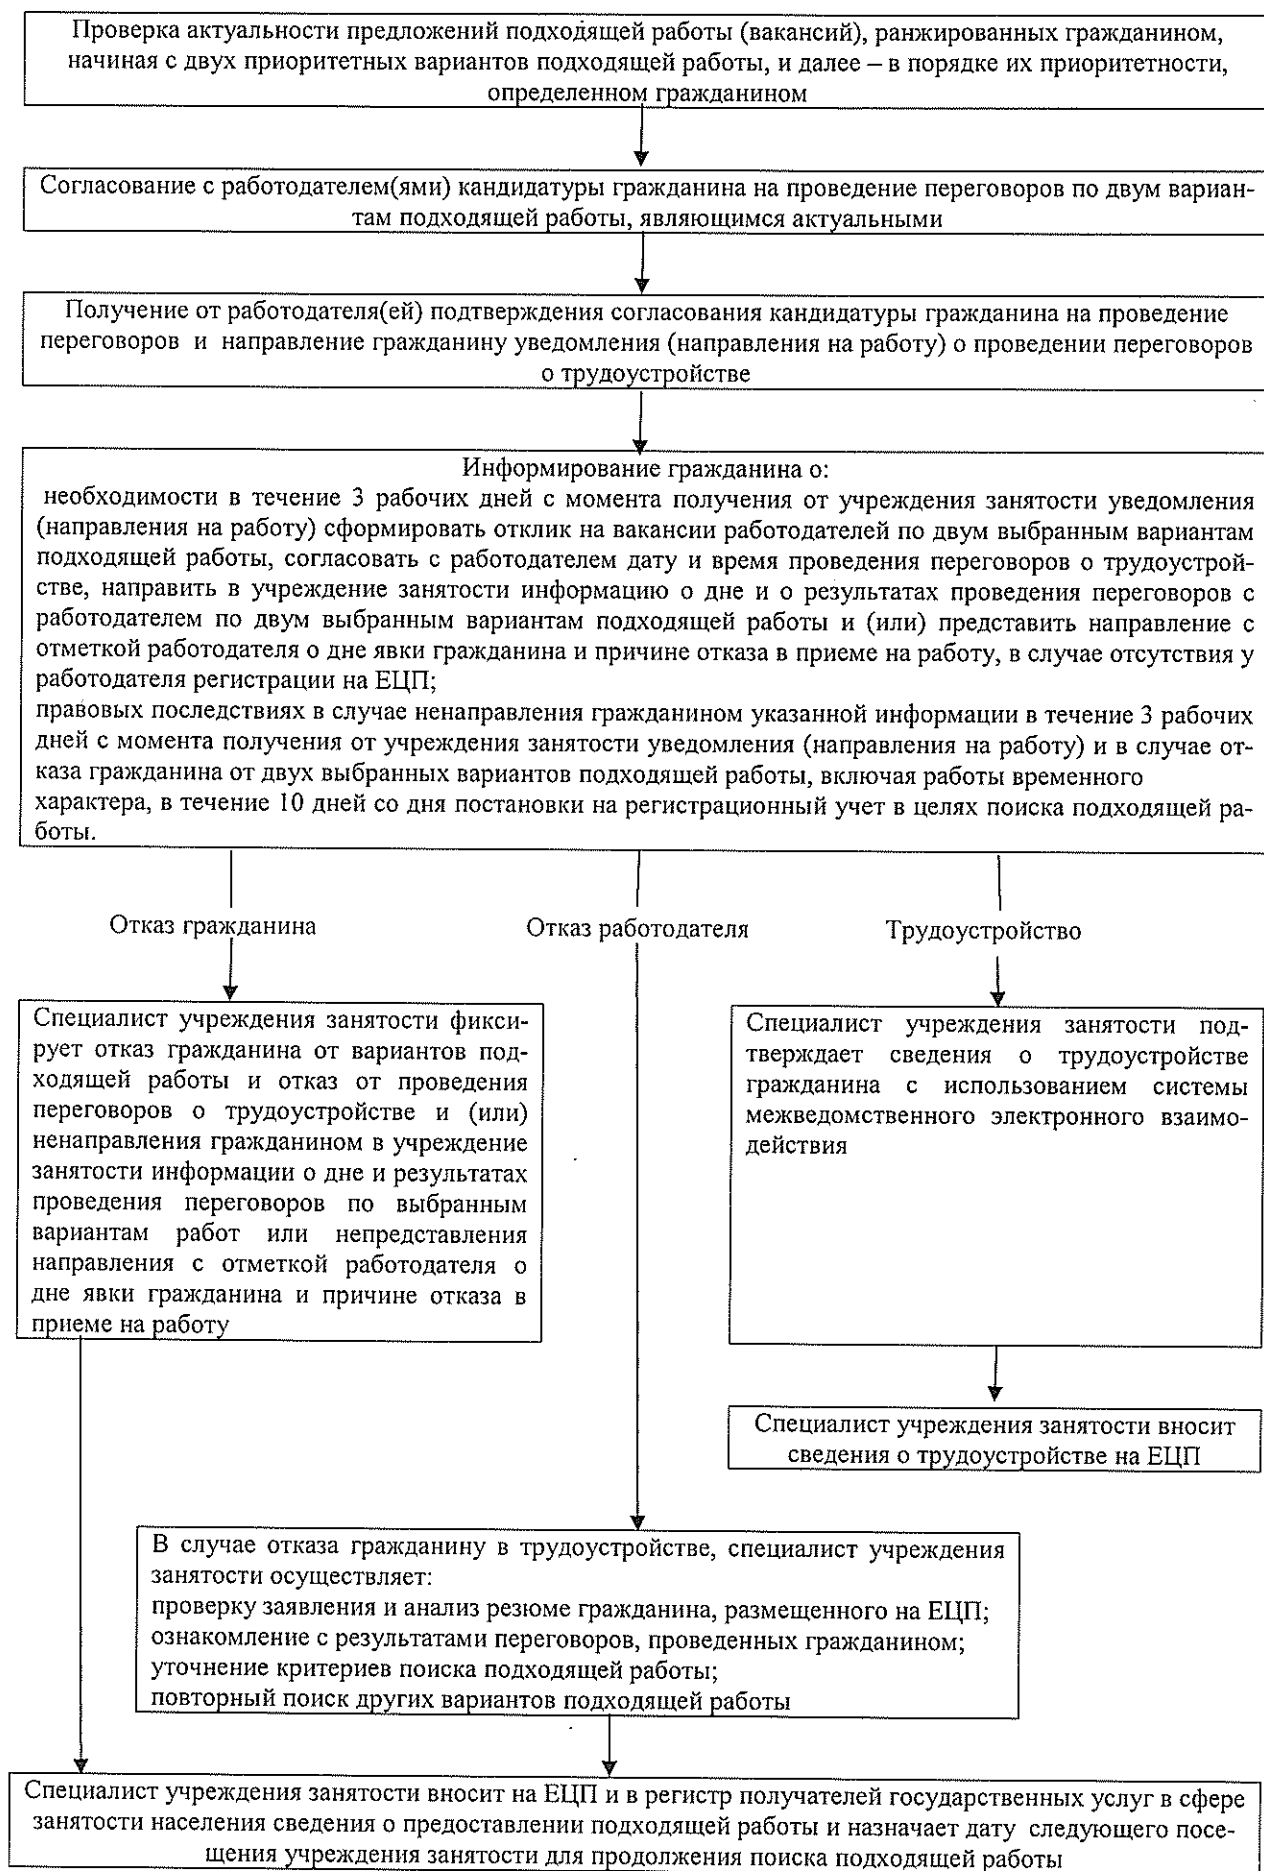 Проверка актуальности предложений подходящей работы (вакансий), ранжированных гражданином,
начиная с двух приоритетных вариантов подходящей работы, и далее – в порядке их приоритетности,
определенном гражданином
Согласование с работодателем(ями) кандидатуры гражданина на проведение переговоров по двум вариан-
там подходящей работы, являющимся актуальными
Получение от работодателя(ей) подтверждения согласования кандидатуры гражданина на проведение
переговоров и направление гражданину уведомления (направления на работу) о проведении переговоров
о трудоустройстве
Информирование гражданина о:
необходимости в течение 3 рабочих дней с момента получения от учреждения занятости уведомления
(направления на работу) сформировать отклик на вакансии работодателей по двум выбранным вариантам
подходящей работы, согласовать с работодателем дату и время проведения переговоров о трудоустрой-
стве, направить в учреждение занятости информацию о дне и о результатах проведения переговоров с
работодателем по двум выбранным вариантам подходящей работы и (или) представить направление с
отметкой работодателя о дне явки гражданина и причине отказа в приеме на работу, в случае отсутствия у
работодателя регистрации на ЕЦП;
правовых последствиях в случае ненаправления гражданином указанной информации в течение 3 рабочих
дней с момента получения от учреждения занятости уведомления (направления на работу) и в случае от-
каза гражданина от двух выбранных вариантов подходящей работы, включая работы временного
характера, в течение 10 дней со дня постановки на регистрационный учет в целях поиска подходящей ра-
боты.
Отказ гражданина
Отказ работодателя
Трудоустройство
Специалист учреждения занятости фикси-
рует отказ гражданина от вариантов под-
ходящей работы и отказ от проведения
переговоров о трудоустройстве и (или)
ненаправления гражданином в учреждение
занятости информации о дне и результатах
проведения переговоров по выбранным
вариантам работ или непредставления
направления с отметкой работодателя о
дне явки гражданина и причине отказа в
приеме на работу
Специалист учреждения занятости под-
тверждает сведения о трудоустройстве
гражданина с использованием системы
межведомственного электронного взаимо-
действия
Специалист учреждения занятости вносит
сведения о трудоустройстве на ЕЦП
В случае отказа гражданину в трудоустройстве, специалист учреждения
занятости осуществляет:
проверку заявления и анализ резюме гражданина, размещенного на ЕЦП;
ознакомление с результатами переговоров, проведенных гражданином;
уточнение критериев поиска подходящей работы;
повторный поиск других вариантов подходящей работы
Специалист учреждения занятости вносит на ЕЦП и в регистр получателей государственных услуг в сфере
занятости населения сведения о предоставлении подходящей работы и назначает дату следующего посе-
щения учреждения занятости для продолжения поиска подходящей работы